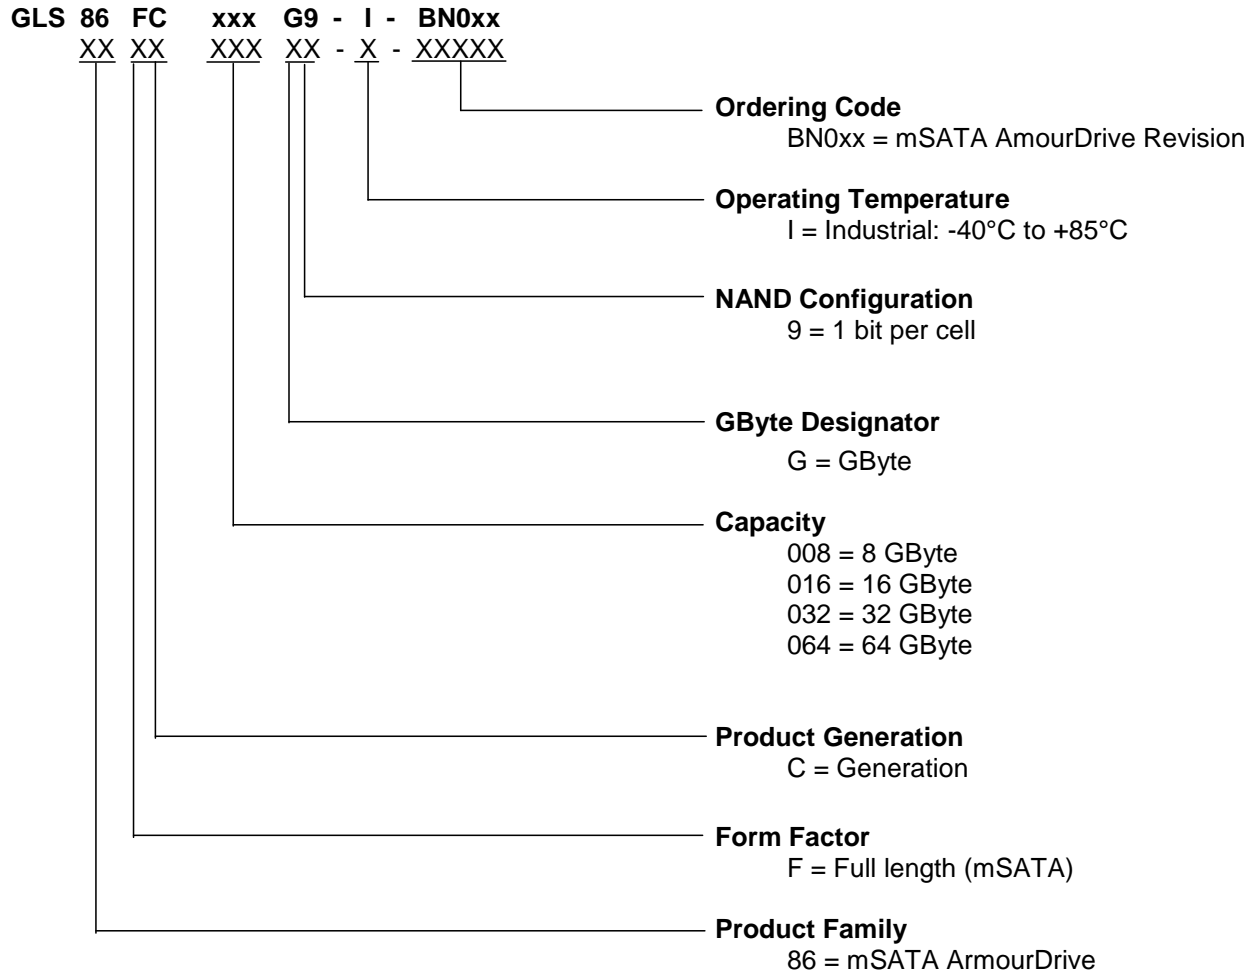 GLS 86 FC xxx G9 - I - BN0xx
XX XX XXX XX - X - XXXXX
Ordering Code
BN0xx = mSATA AmourDrive Revision
Operating Temperature
I = Industrial: -40°C to +85°C
NAND Configuration
9 = 1 bit per cell
GByte Designator
G = GByte
Capacity
008 = 8 GByte
016 = 16 GByte
032 = 32 GByte
064 = 64 GByte
Product Generation
C = Generation
Form Factor
F = Full length (mSATA)
Product Family
86 = mSATA ArmourDrive